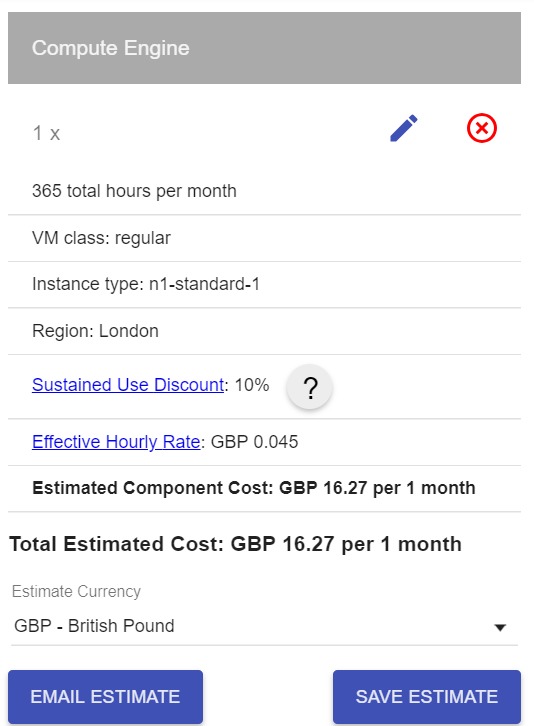 Compute Engine
1 x
365 total hours per month
VM class: regular
Instance type: n1-standard-1
Region: London
Sustained Use Discount: 10% ?
Effective Hourly Rate: GBP 0.045
Estimated Component Cost: GBP 16.27 per 1 month
Total Estimated Cost: GBP 16.27 per 1 month
Estimate Currency
GBP - British Pound
EMAIL ESTIMATE SAVE ESTIMATE